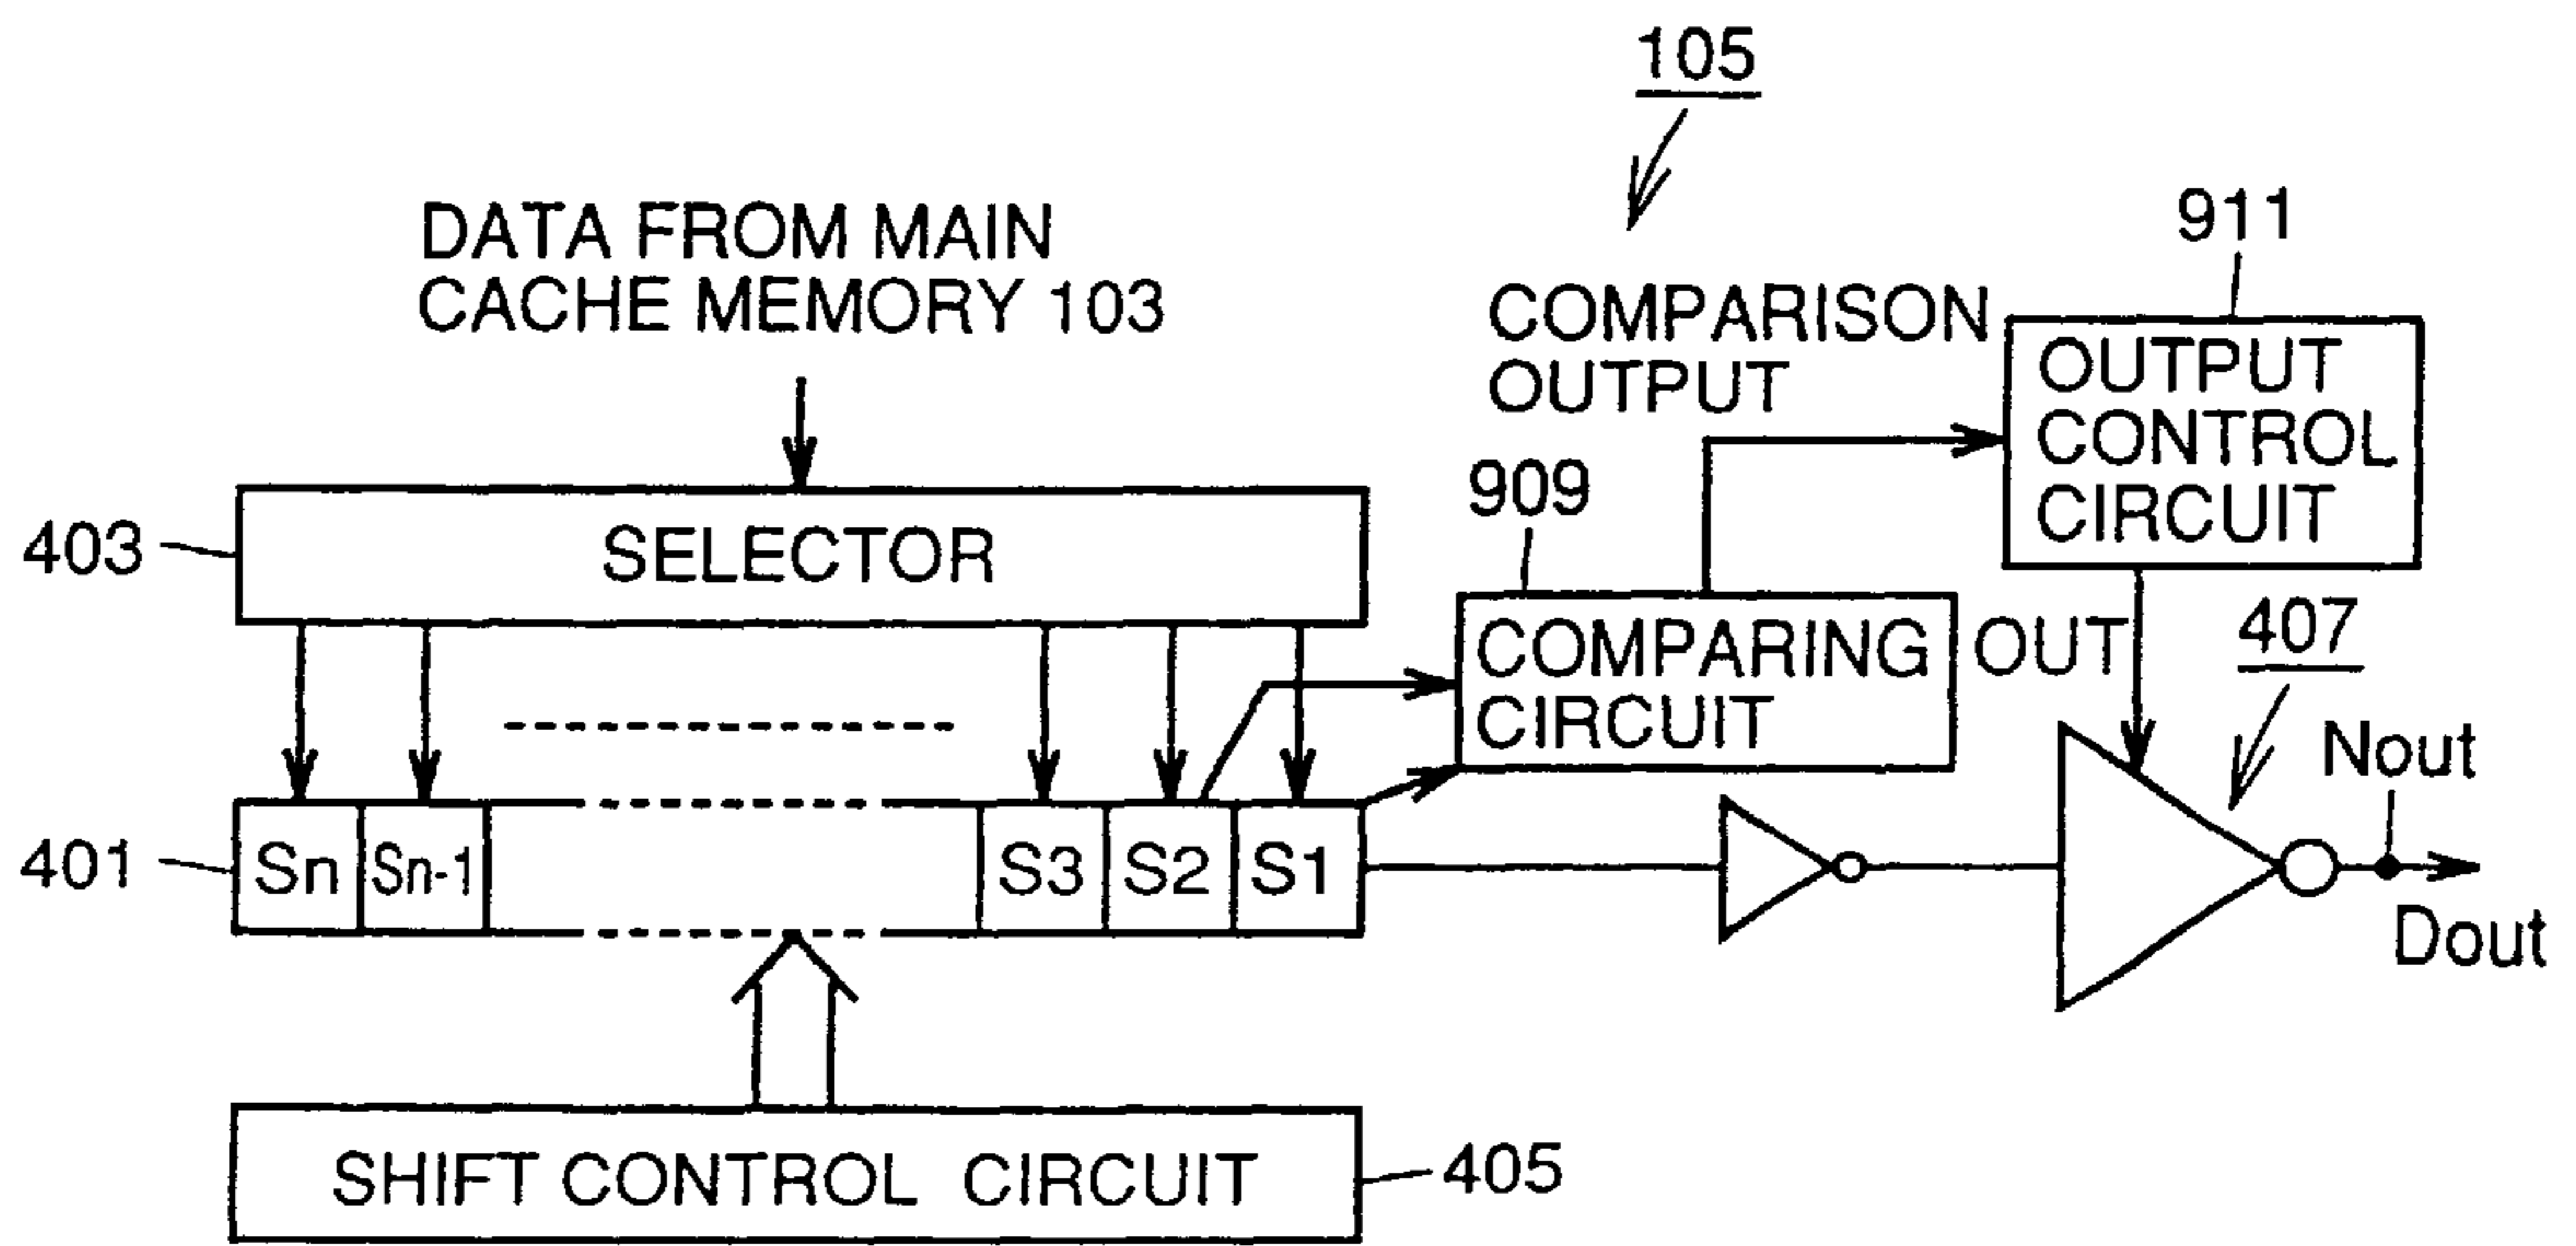 105
911
DATA FROM MAIN
CACHE MEMORY 103
COMPARISON
OUTPUT
OUTPUT
CONTROL
CIRCUIT
909
403
SELECTOR
COMPARING
CIRCUIT
OUT
407
Nout
401
Sn
Sn-1
S3
S2
S1
Dout
SHIFT CONTROL CIRCUIT
405